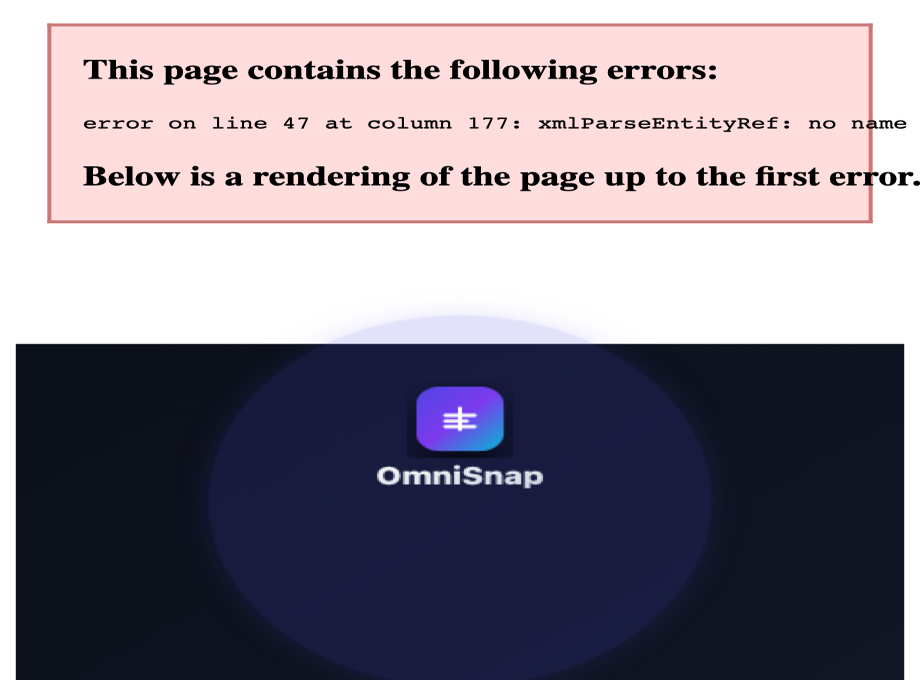 This page contains the following errors:
error on line 47 at column 177: xmlParseEntityRef: no name
Below is a rendering of the page up to the first error.
OmniSnap